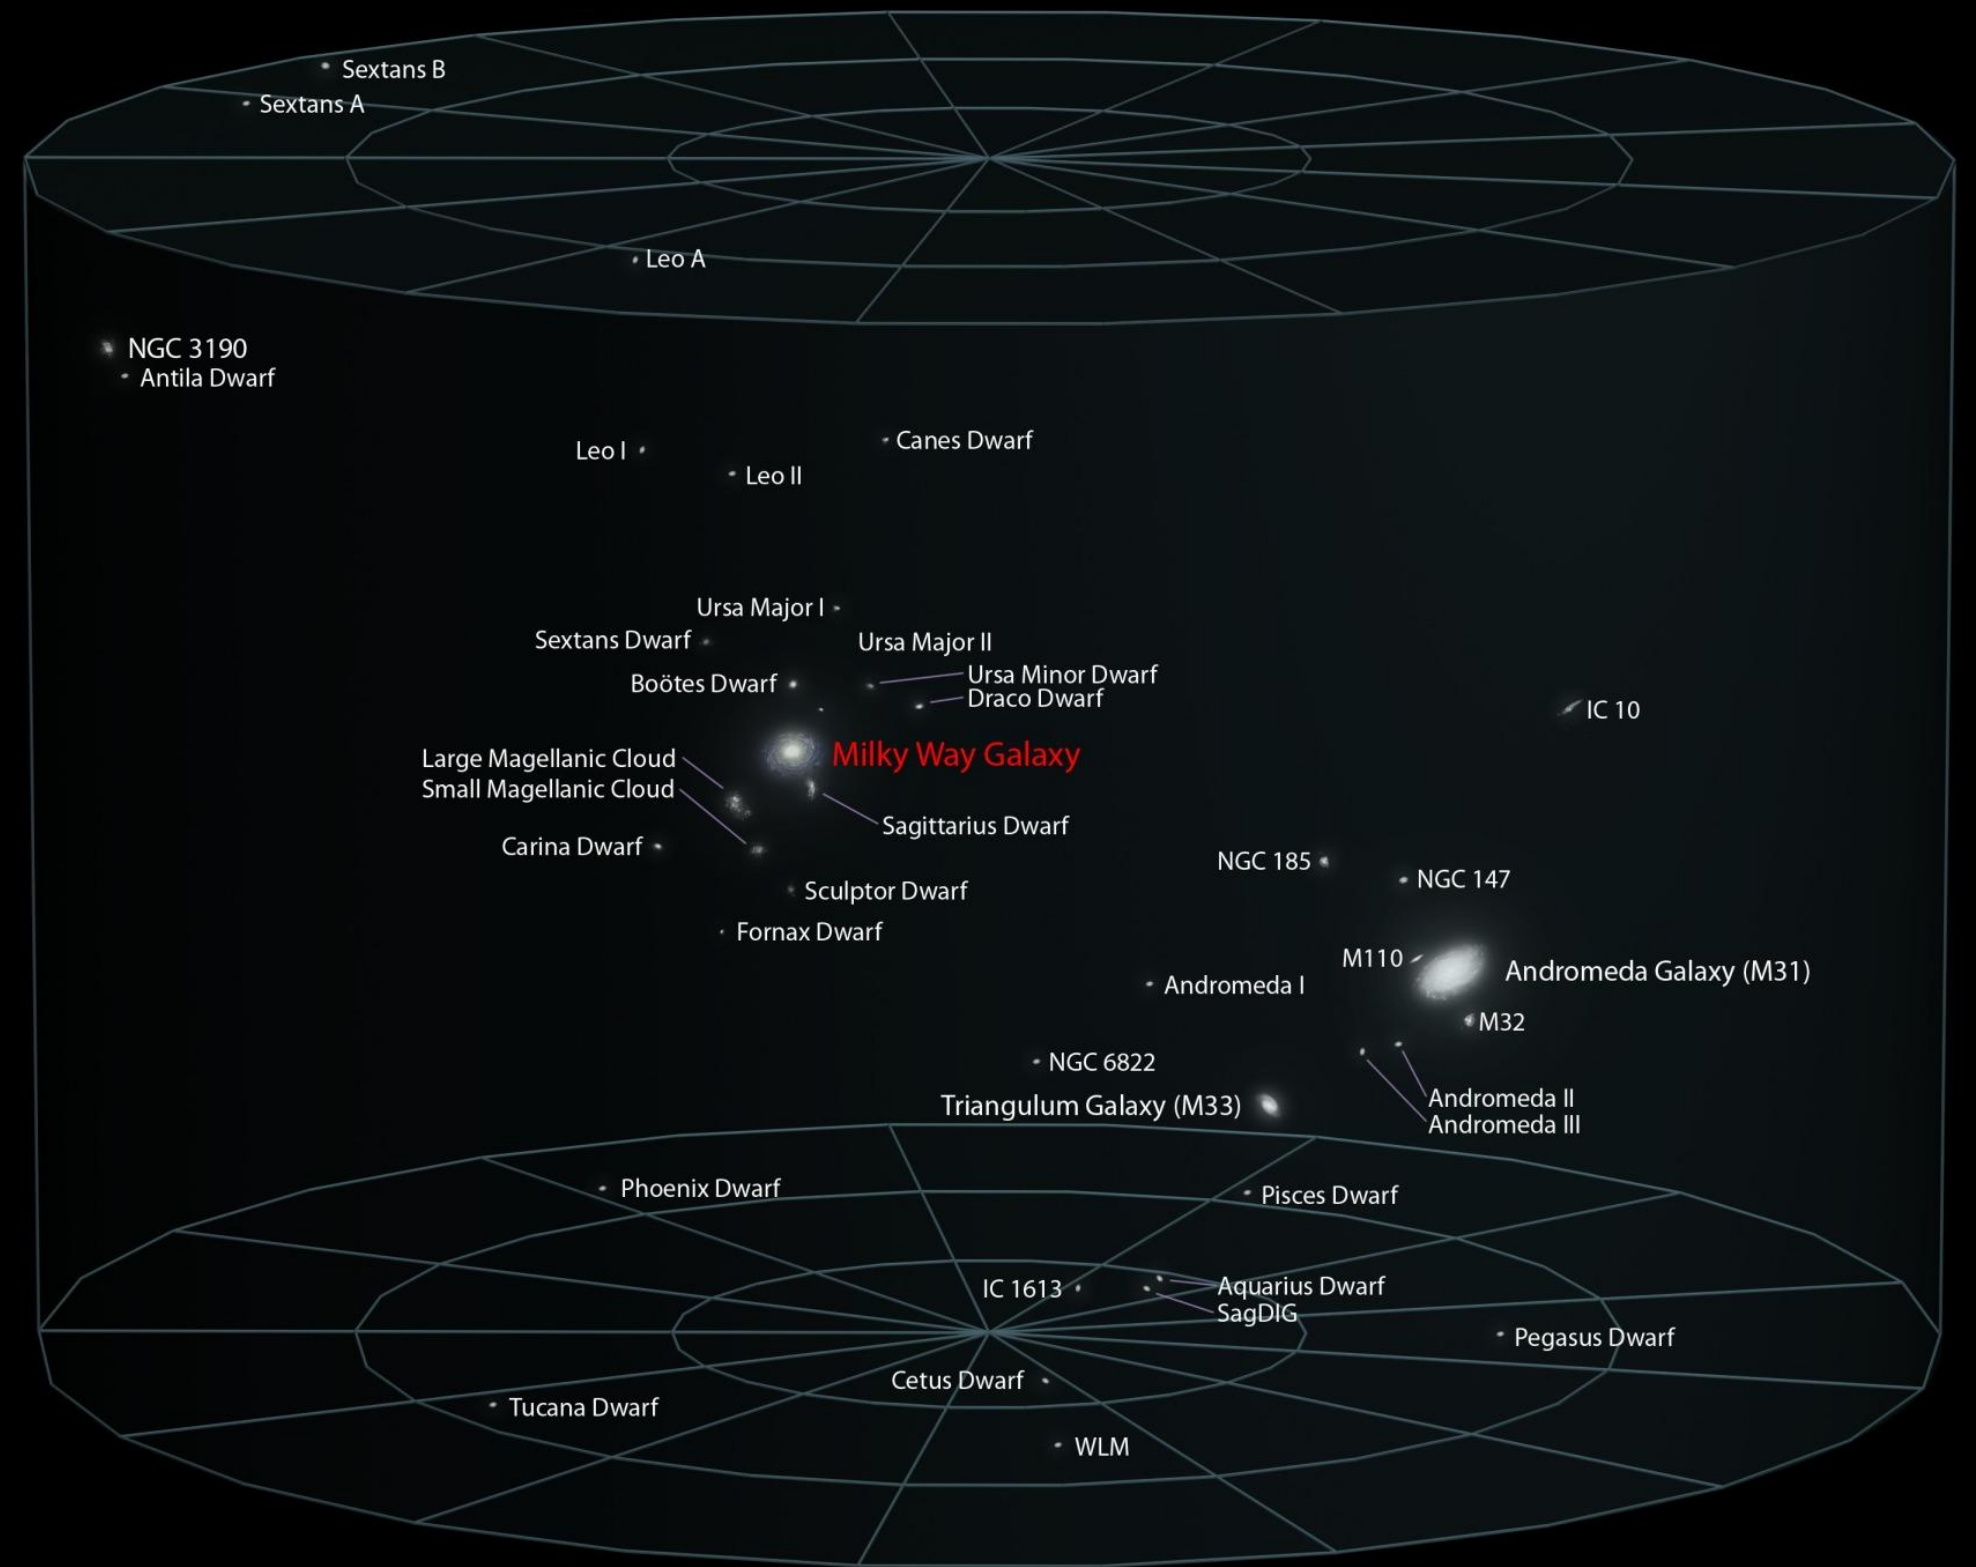 Sextans B
Sextans A
Leo A
NGC 3190
Antila Dwarf
Canes Dwarf
Leo I
Leo II
Ursa Major I
Sextans Dwarf
Ursa Major II
Ursa Minor Dwarf
Boötes Dwarf
Draco Dwarf
IC 10
Milky Way Galaxy
Large Magellanic Cloud
Small Magellanic Cloud
Sagittarius Dwarf
Carina Dwarf
NGC 185
NGC 147
Sculptor Dwarf
Fornax Dwarf
M110
Andromeda Galaxy (M31)
Andromeda I
M32
NGC 6822
Andromeda II
Triangulum Galaxy (M33)
Andromeda III
Phoenix Dwarf
Pisces Dwarf
IC 1613
Aquarius Dwarf
SagDIG
Pegasus Dwarf
Cetus Dwarf
Tucana Dwarf
WLM